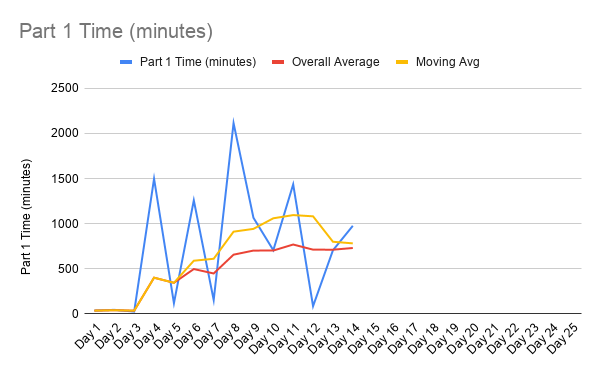 Part 1 Time (minutes)
Part 1 Time (minutes) Overall Average Moving Avg
Part 1 Time (minutes)
2500
2000
1500
1000
500
0
Day 1 Day 2 Day 3 Day 4 Day 5 Day 6 Day 7 Day 8 Day 9 Day 10 Day 11 Day 12 Day 13 Day 14 Day 15 Day 16 Day 17 Day 18 Day 19 Day 20 Day 21 Day 22 Day 23 Day 24 Day 25